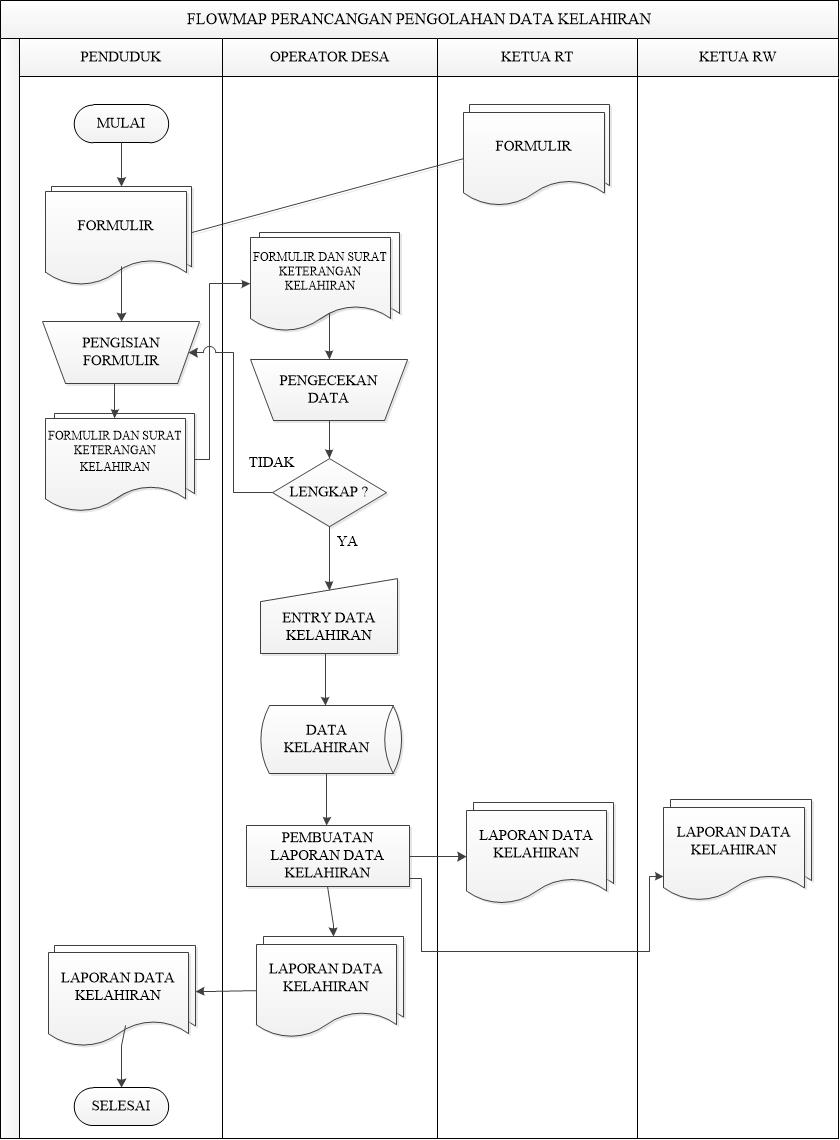 FLOWMAP PERANCANGAN PENGOLAHAN DATA KELAHIRAN
PENDUDUK
OPERATOR DESA
KETUA RT
KETUA RW
MULAI
FORMULIR
FORMULIR
FORMULIR DAN SURAT
KETERANGAN
KELAHIRAN
PENGISIAN
FORMULIR
PENGECEKAN
DATA
FORMULIR DAN SURAT
KETERANGAN
KELAHIRAN
TIDAK
LENGKAP ?
YA
ENTRY DATA
KELAHIRAN
DATA
KELAHIRAN
PEMBUATAN
LAPORAN DATA
KELAHIRAN
LAPORAN DATA
KELAHIRAN
LAPORAN DATA
KELAHIRAN
LAPORAN DATA
KELAHIRAN
LAPORAN DATA
KELAHIRAN
SELESAI